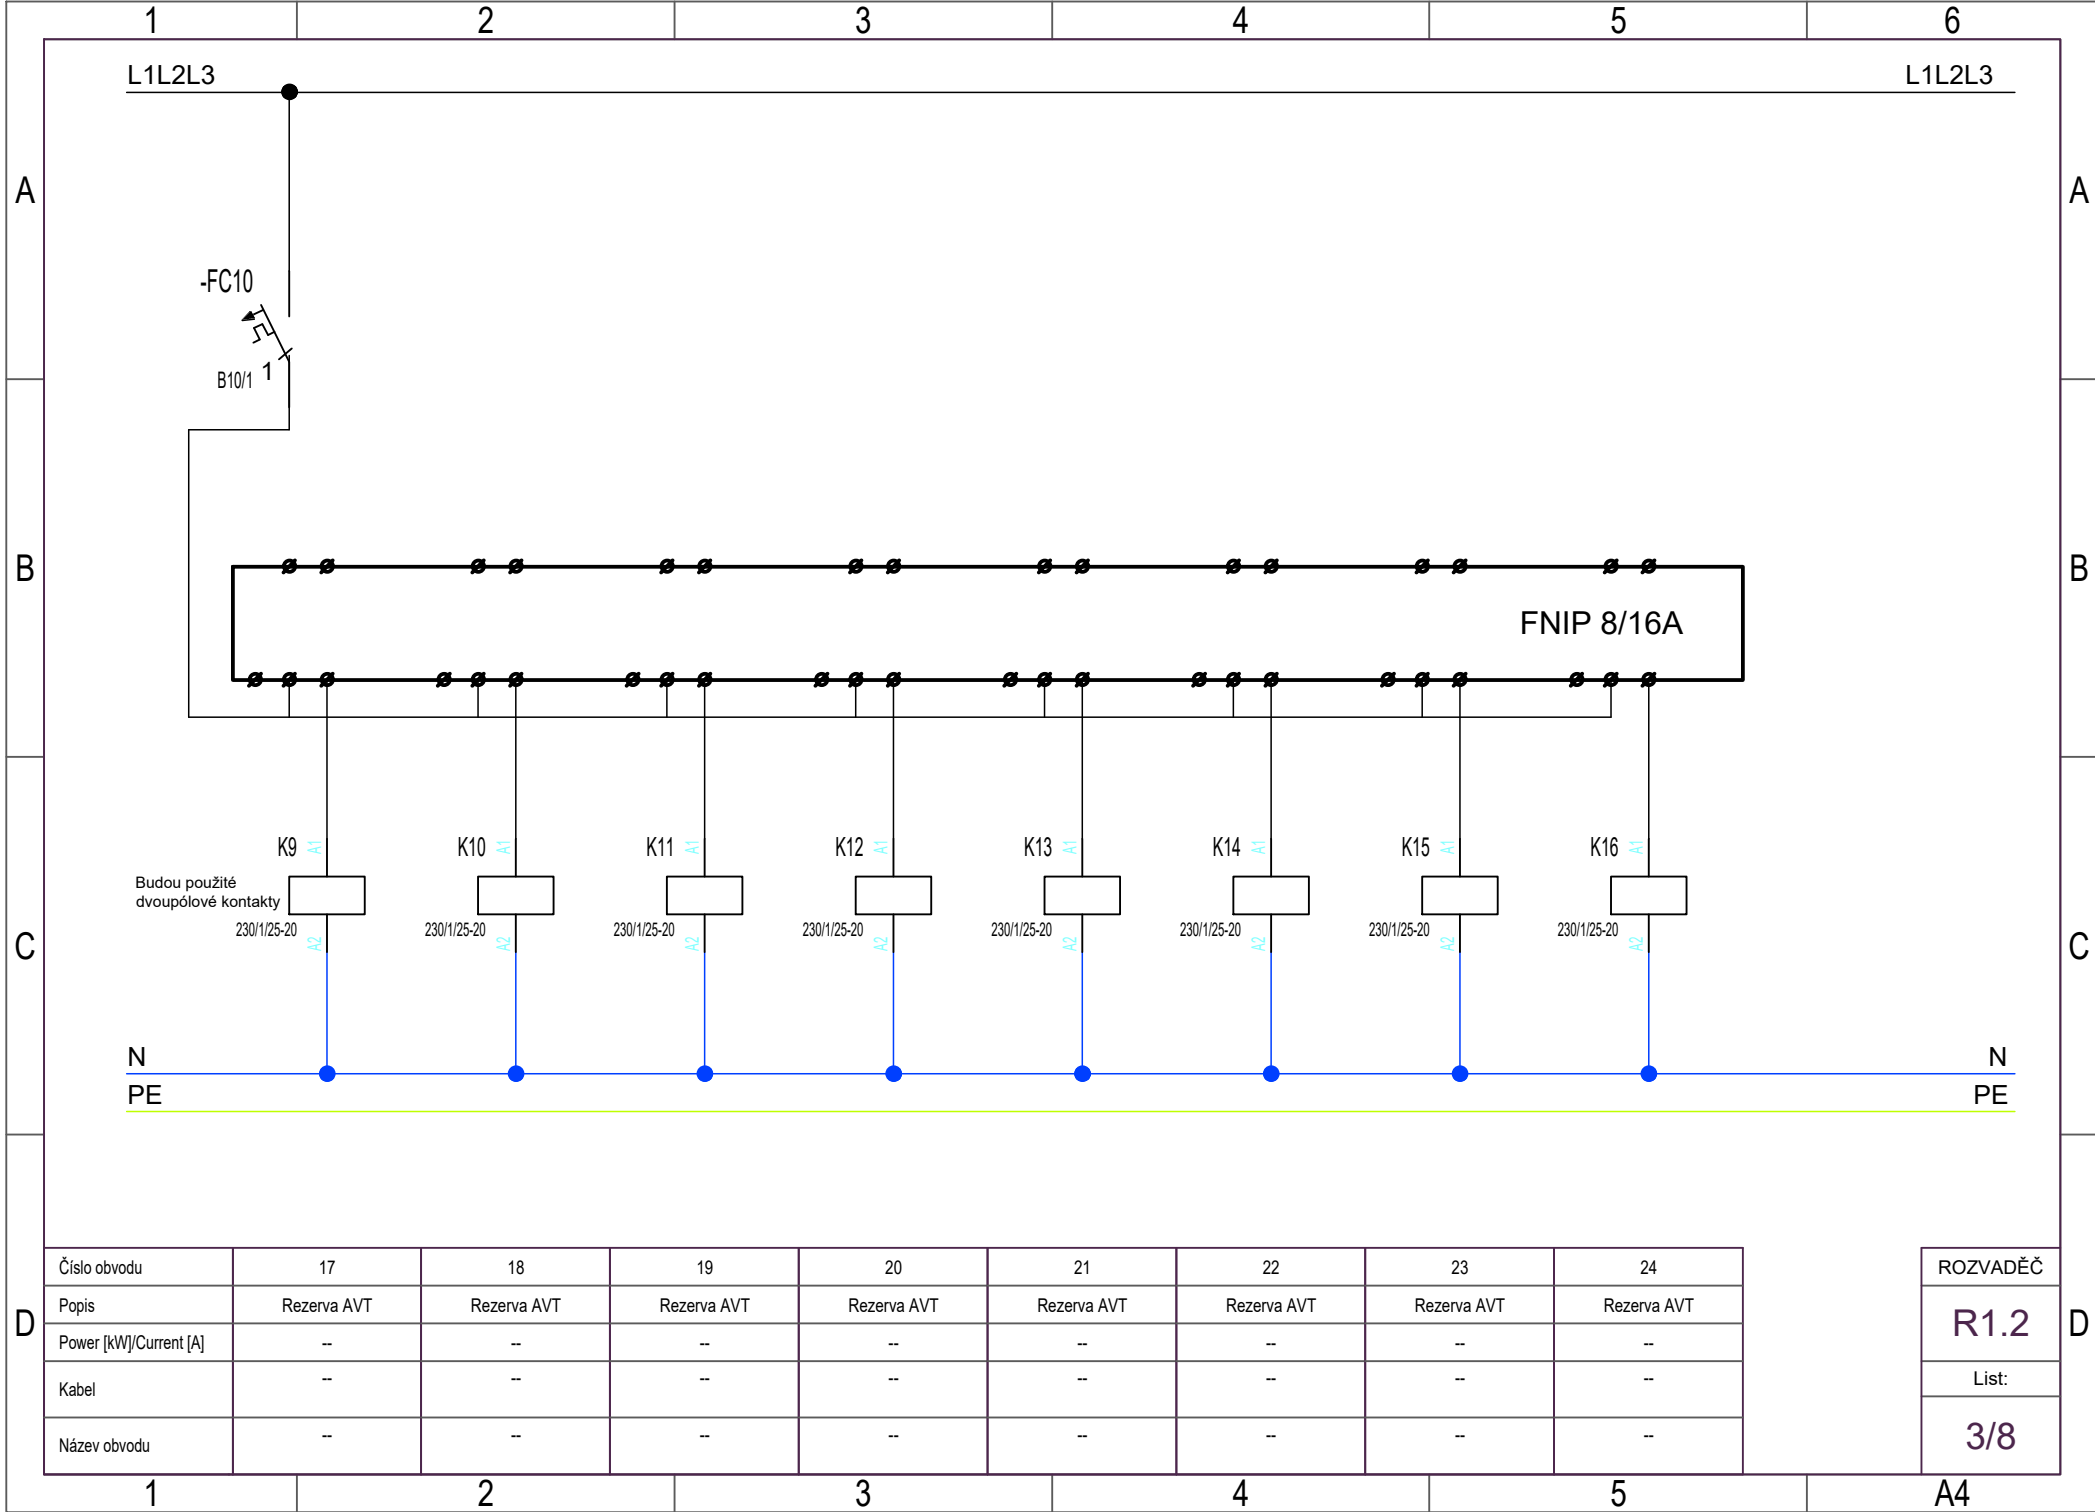 1 2 3 4 5 6
L1L2L3 L1L2L3
A A
-FC10
B10/1 1
B B
FNIP 8/16A
K9 A1 K10 A1 K11 A1 K12 A1 K13 A1 K14 A1 K15 A1 K16 A1
Budou použité
dvoupólové kontakty
230/1/25-20 A2 230/1/25-20 A2 230/1/25-20 A2 230/1/25-20 A2 230/1/25-20 A2 230/1/25-20 A2 230/1/25-20 A2 230/1/25-20 A2
C C
N N
PE PE
Číslo obvodu 17 18 19 20 21 22 23 24 ROZVADĚČ
Popis Rezerva AVT Rezerva AVT Rezerva AVT Rezerva AVT Rezerva AVT Rezerva AVT Rezerva AVT Rezerva AVT
D R1.2 D
Power [kW]/Current [A] -- -- -- -- -- -- -- --
Kabel -- -- -- -- -- -- -- -- List:
Název obvodu -- -- -- -- -- -- -- -- 3/8
1 2 3 4 5 A4